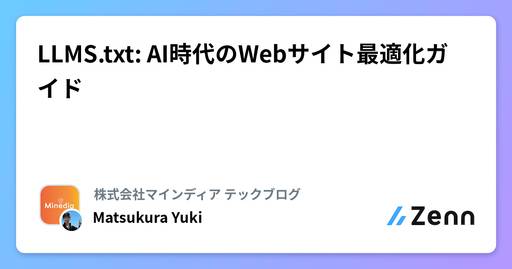 LLMS.txt: AI時代のWebサイト最適化ガ
イド
株式会社マインディア テックブログ
Minedia
Matsukura Yuki
Zenn